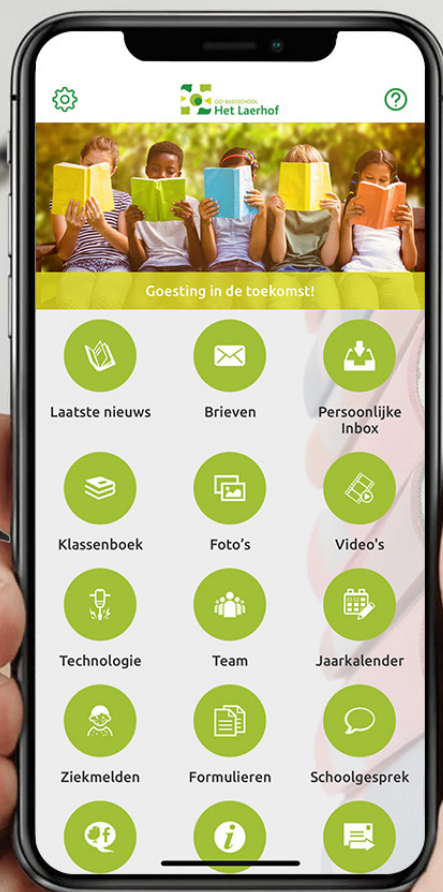 GO! BASISSCHOOL
Het Laerhof
Goesting in de toekomst!
Laatste nieuws
Brieven
Persoonlijke
Inbox
Klassenboek
Foto's
Video's
Technologie
Team
Jaarkalender
Ziekmelden
Formulieren
Schoolgesprek